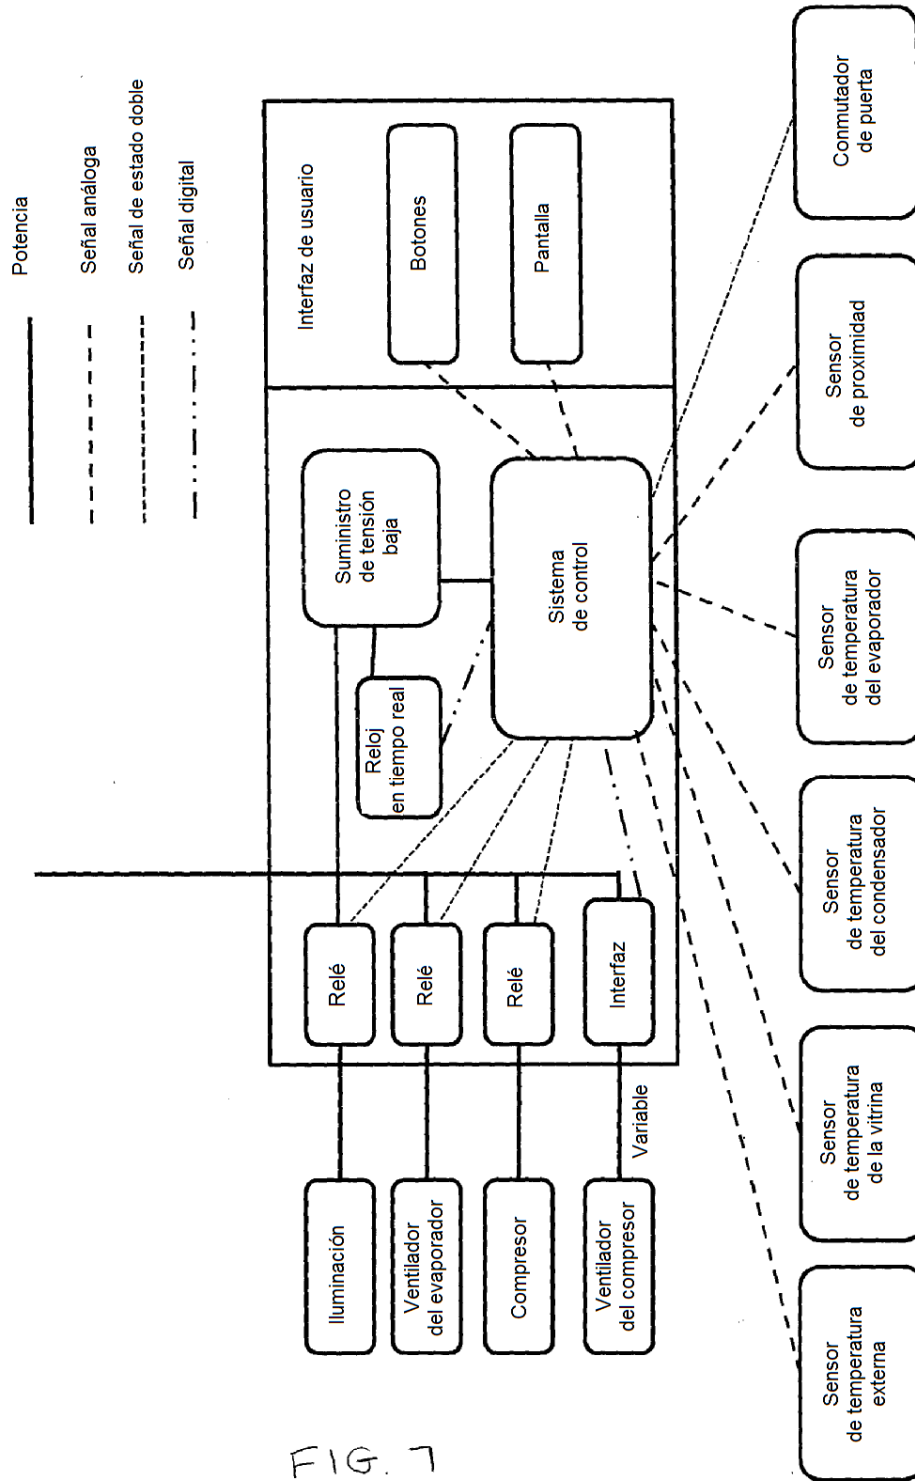 Potencia
Señal análoga
Señal de estado doble
Señal digital
Interfaz de usuario
Botones
Pantalla
Suministro
de tensión
baja
Reloj
en tiempo real
Sistema
de control
Relé
Relé
Relé
Interfaz
Variable
Iluminación
Ventilador
del evaporador
Compresor
Ventilador
del compresor
Sensor
de temperatura
externa
Sensor
de temperatura
de la vitrina
Sensor
de temperatura
del condensador
Sensor
de temperatura
del evaporador
Sensor
de proximidad
Conmutador
de puerta
FIG. 7